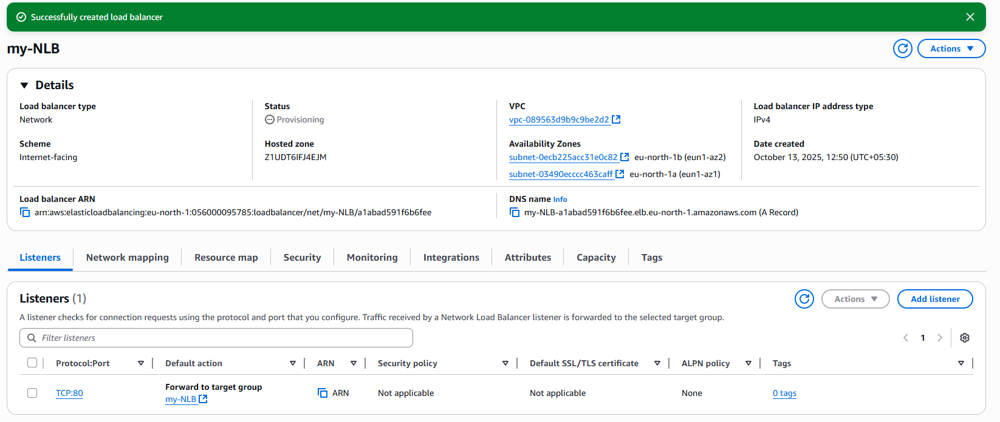 Successfully created load balancer
my-NLB
Actions
Details
Load balancer type
Network
Status
Provisioning
VPC
vpc-089563d9b9c9be2d2
Load balancer IP address type
IPv4
Scheme
Internet-facing
Hosted zone
Z1UDT6IFJ4EJM
Availability Zones
subnet-0ecb225acc31e0c82 eu-north-1b (eun1-az2)
subnet-03490ecccc463caff eu-north-1a (eun1-az1)
Date created
October 13, 2025, 12:50 (UTC+05:30)
Load balancer ARN
arn:aws:elasticloadbalancing:eu-north-1:056000095785:loadbalancer/net/my-NLB/a1abad591f6b6fee
DNS name Info
my-NLB-a1abad591f6b6fee.elb.eu-north-1.amazonaws.com (A Record)
Listeners Network mapping Resource map Security Monitoring Integrations Attributes Capacity Tags
Listeners (1)
Actions Add listener
A listener checks for connection requests using the protocol and port that you configure. Traffic received by a Network Load Balancer listener is forwarded to the selected target group.
Filter listeners
1
Protocol:Port Default action ARN Security policy Default SSL/TLS certificate ALPN policy Tags
TCP:80
Forward to target group
my-NLB
ARN Not applicable Not applicable None 0 tags